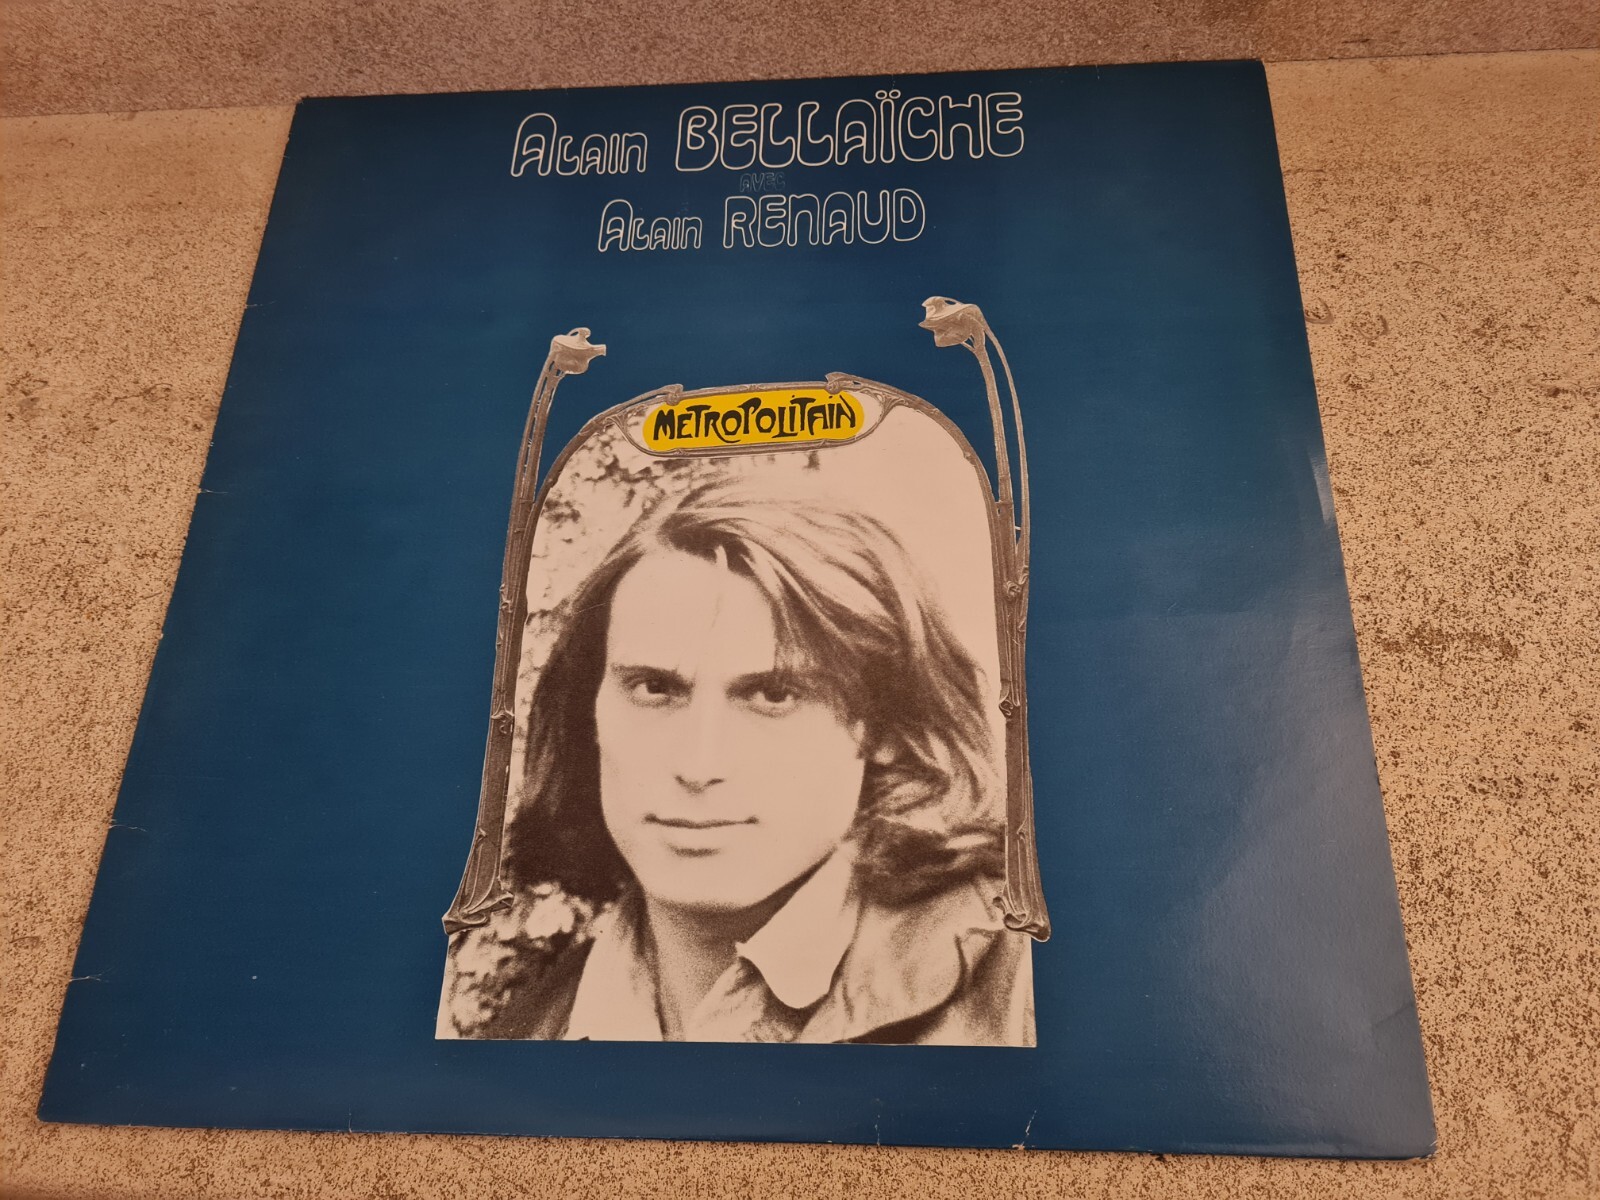 Alain BELLAÏCHE
AVEC
Alain RENAUD
METROPOLITAIN